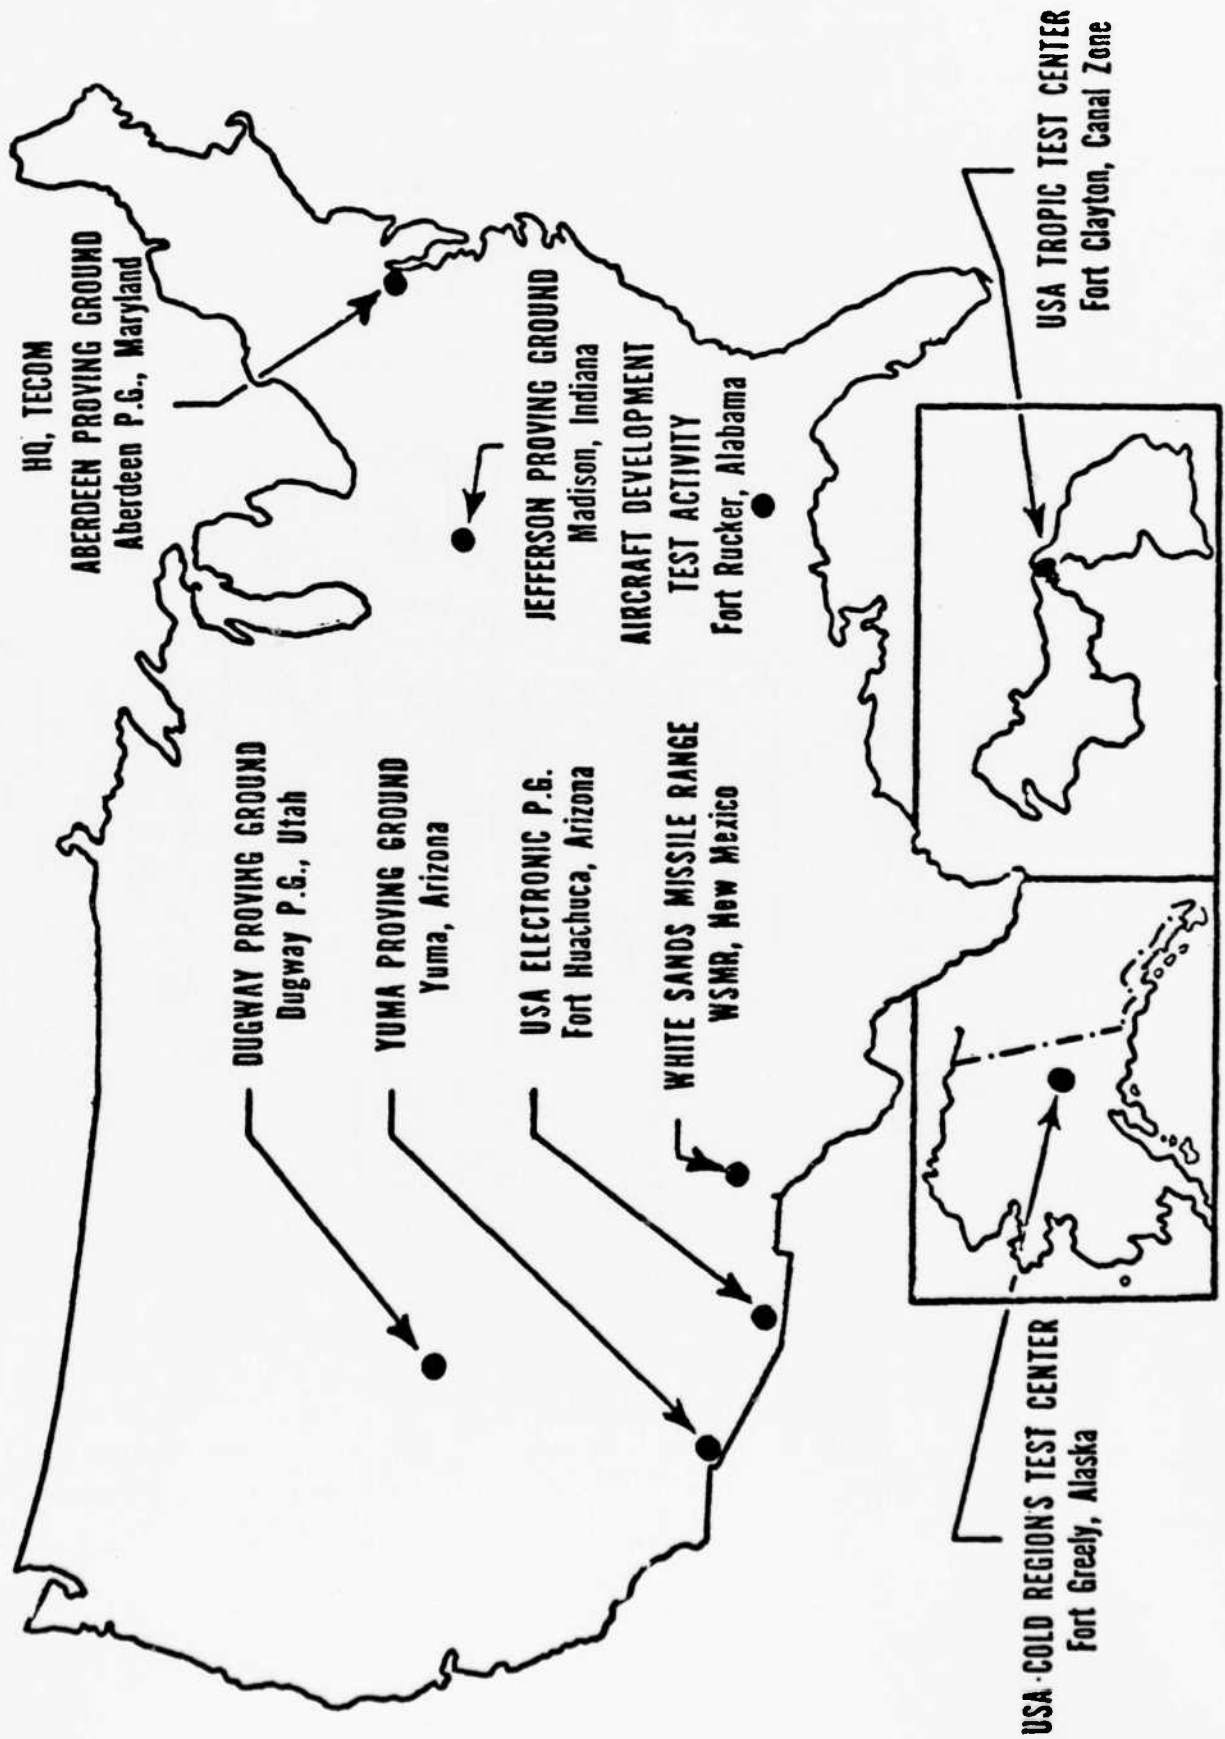 HQ, TECOM
ABERDEEN PROVING GROUND
Aberdeen P.G., Maryland
DUGWAY PROVING GROUND
Dugway P.G., Utah
YUMA PROVING GROUND
Yuma, Arizona
USA ELECTRONIC P.G.
Fort Huachuca, Arizona
WHITE SANDS MISSILE RANGE
WSMR, New Mexico
JEFFERSON PROVING GROUND
Madison, Indiana
AIRCRAFT DEVELOPMENT
TEST ACTIVITY
Fort Rucker, Alabama
USA COLD REGIONS TEST CENTER
Fort Greely, Alaska
USA TROPIC TEST CENTER
Fort Clayton, Canal Zone